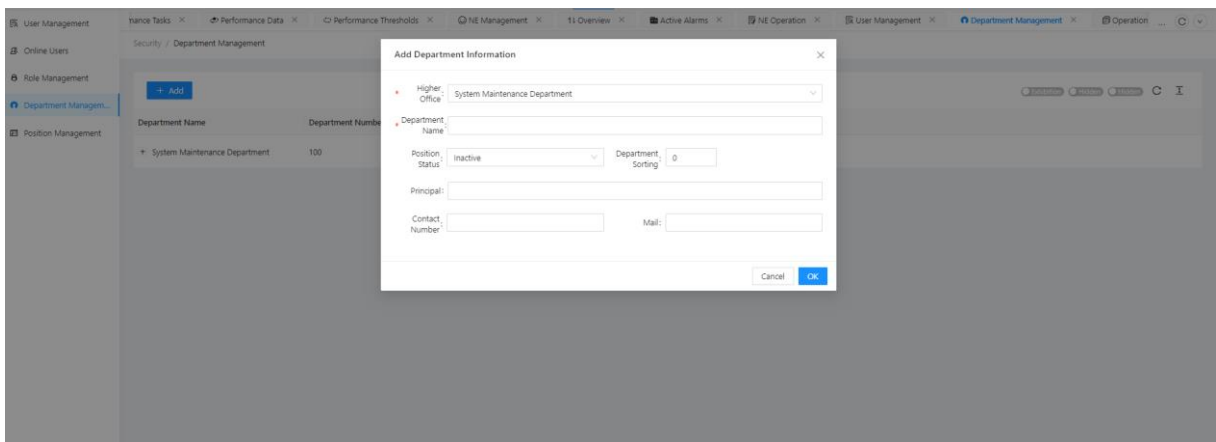 User Management
nance Tasks
Performance Data
Performance Thresholds
NE Management
Overview
Active Alarms
NE Operation
User Management
Department Management
Operation
...
Online Users
Security / Department Management
Role Management
+ Add
Department Managem...
Position Management
Department Name
Department Numbe
+ System Maintenance Department
100
Add Department Information
* Higher Office: System Maintenance Department
* Department Name:
Position Status: Inactive
Department Sorting: 0
Principal:
Contact Number:
Mail:
Cancel
OK